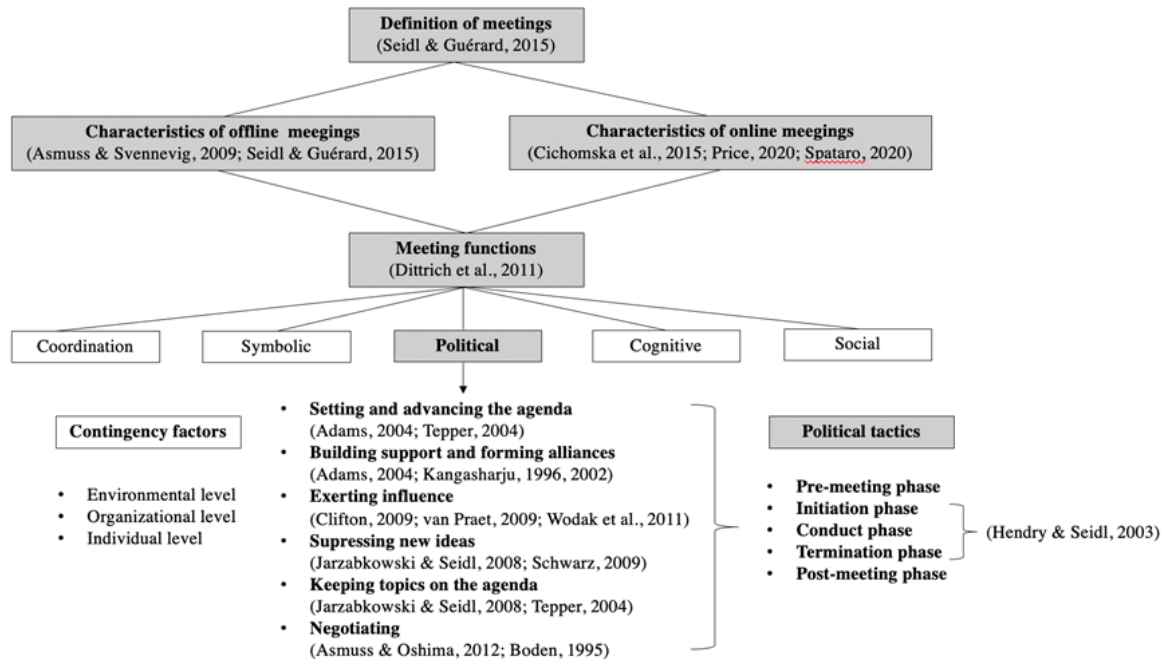 Definition of meetings
(Seidl & Guérard, 2015)
Characteristics of offline meegings
(Asmuss & Svennevig, 2009; Seidl & Guérard, 2015)
Characteristics of online meegings
(Cichomska et al., 2015; Price, 2020; Spataro, 2020)
Meeting functions
(Dittrich et al., 2011)
Coordination
Symbolic
Political
Cognitive
Social
Contingency factors
• Environmental level
• Organizational level
• Individual level
• Setting and advancing the agenda
(Adams, 2004; Tepper, 2004)
• Building support and forming alliances
(Adams, 2004; Kangasharju, 1996, 2002)
• Exerting influence
(Clifton, 2009; van Praet, 2009; Wodak et al., 2011)
• Supressing new ideas
(Jarzabkowski & Seidl, 2008; Schwarz, 2009)
• Keeping topics on the agenda
(Jarzabkowski & Seidl, 2008; Tepper, 2004)
• Negotiating
(Asmuss & Oshima, 2012; Boden, 1995)
Political tactics
• Pre-meeting phase
• Initiation phase
• Conduct phase
• Termination phase
• Post-meeting phase
(Hendry & Seidl, 2003)